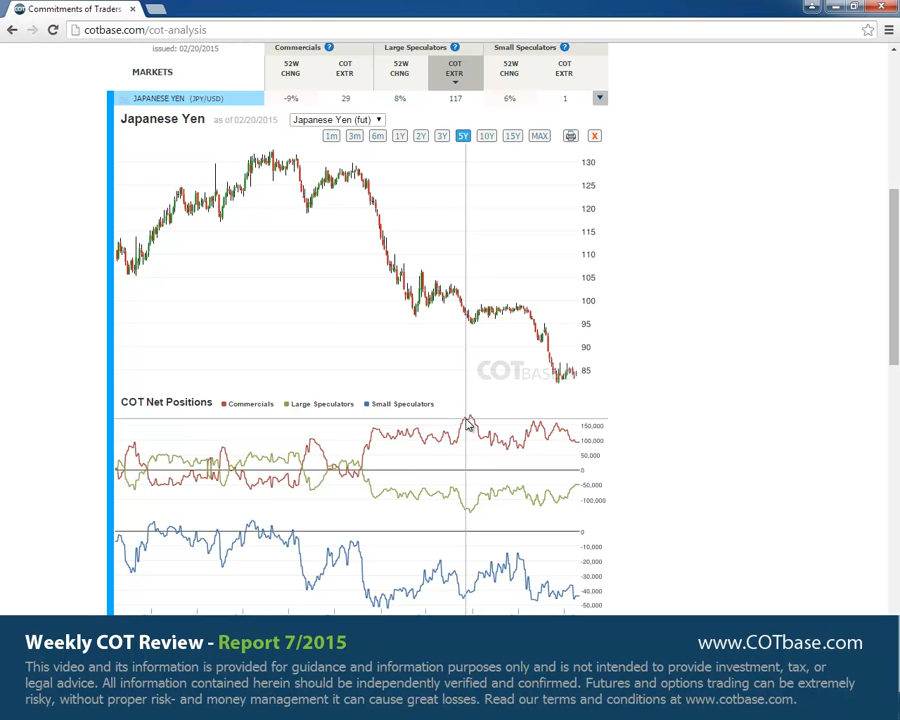 Commitments of Traders
cotbase.com/cot-analysis
issued: 02/20/2015
Commercials ?
Large Speculators ?
Small Speculators ?
MARKETS
52W CHNG
COT EXTR
52W CHNG
COT EXTR
52W CHNG
COT EXTR
JAPANESE YEN (JPY/USD) -9% 29 8% 117 6% 1
Japanese Yen as of 02/20/2015 Japanese Yen (fut)
1m 3m 6m 1Y 2Y 3Y 5Y 10Y 15Y MAX X
130
125
120
115
110
105
100
95
90
85
COTBASE
COT Net Positions Commercials Large Speculators Small Speculators
150,000
100,000
50,000
0
-50,000
-100,000
0
-10,000
-20,000
-30,000
-40,000
-50,000
Weekly COT Review - Report 7/2015 www.COTbase.com
This video and its information is provided for guidance and information purposes only and is not intended to provide investment, tax, or
legal advice. All information contained herein should be independently verified and confirmed. Futures and options trading can be extremely
risky, without proper risk- and money management it can cause great losses. Read our terms and conditions at www.cotbase.com.